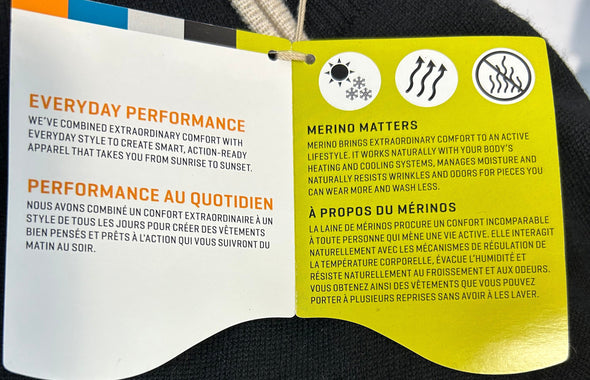 EVERYDAY PERFORMANCE
WE'VE COMBINED EXTRAORDINARY COMFORT WITH
EVERYDAY STYLE TO CREATE SMART, ACTION-READY
APPAREL THAT TAKES YOU FROM SUNRISE TO SUNSET.
PERFORMANCE AU QUOTIDIEN
NOUS AVONS COMBINÉ UN CONFORT EXTRAORDINAIRE À UN
STYLE DE TOUS LES JOURS POUR CRÉER DES VÊTEMENTS
BIEN PENSÉS ET PRÊTS À L'ACTION QUI VOUS SUIVRONT DU
MATIN AU SOIR.
MERINO MATTERS
MERINO BRINGS EXTRAORDINARY COMFORT TO AN ACTIVE
LIFESTYLE. IT WORKS NATURALLY WITH YOUR BODY'S
HEATING AND COOLING SYSTEMS, MANAGES MOISTURE AND
NATURALLY RESISTS WRINKLES AND ODORS FOR PIECES YOU
CAN WEAR MORE AND WASH LESS.
À PROPOS DU MÉRINOS
LA LAINE DE MÉRINOS PROCURE UN CONFORT INCOMPARABLE
À TOUTE PERSONNE QUI MÈNE UNE VIE ACTIVE. ELLE INTERAGIT
NATURELLEMENT AVEC LES MÉCANISMES DE RÉGULATION DE
LA TEMPÉRATURE CORPORELLE, ÉVACUE L'HUMIDITÉ ET
RÉSISTE NATURELLEMENT AU FROISSEMENT ET AUX ODEURS.
VOUS OBTENEZ AINSI DES VÊTEMENTS QUE VOUS POUVEZ
PORTER À PLUSIEURS REPRISES SANS AVOIR À LES LAVER.